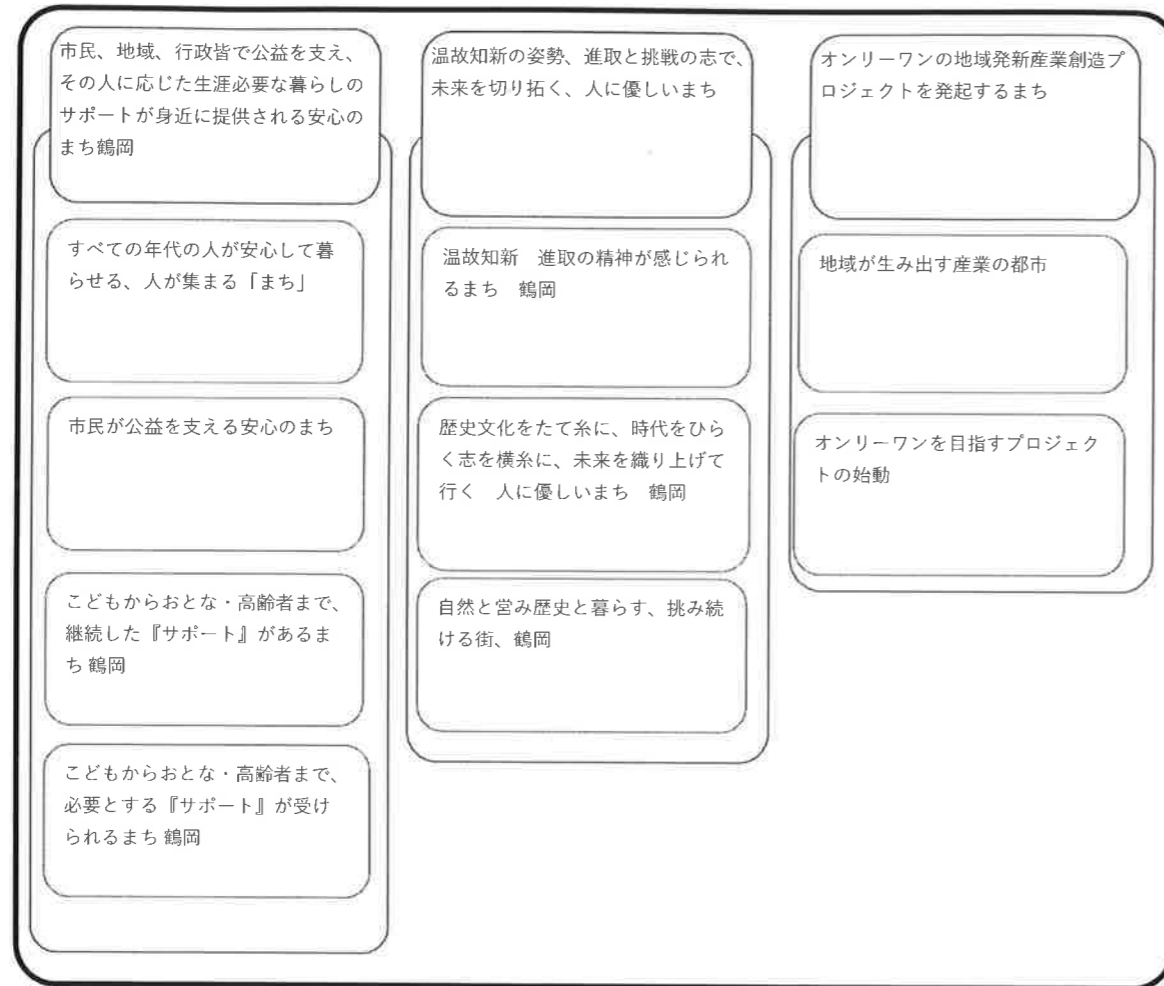 市民、地域、行政皆で公益を支え、
その人に応じた生涯必要な暮らしの
サポートが身近に提供される安心の
まち鶴岡
すべての年代の人が安心して暮
らせる、人が集まる「まち」
市民が公益を支える安心のまち
こどもからおとな・高齢者まで、
継続した『サポート』があるま
ち 鶴岡
こどもからおとな・高齢者まで、
必要とする『サポート』が受け
られるまち 鶴岡
温故知新の姿勢、進取と挑戦の志で、
未来を切り拓く、人に優しいまち
温故知新　進取の精神が感じられ
るまち　鶴岡
歴史文化をたて糸に、時代をひら
く志を横糸に、未来を織り上げて
行く　人に優しいまち　鶴岡
自然と営み歴史と暮らす、挑み続
ける街、鶴岡
オンリーワンの地域発新産業創造プ
ロジェクトを発起するまち
地域が生み出す産業の都市
オンリーワンを目指すプロジェク
トの始動